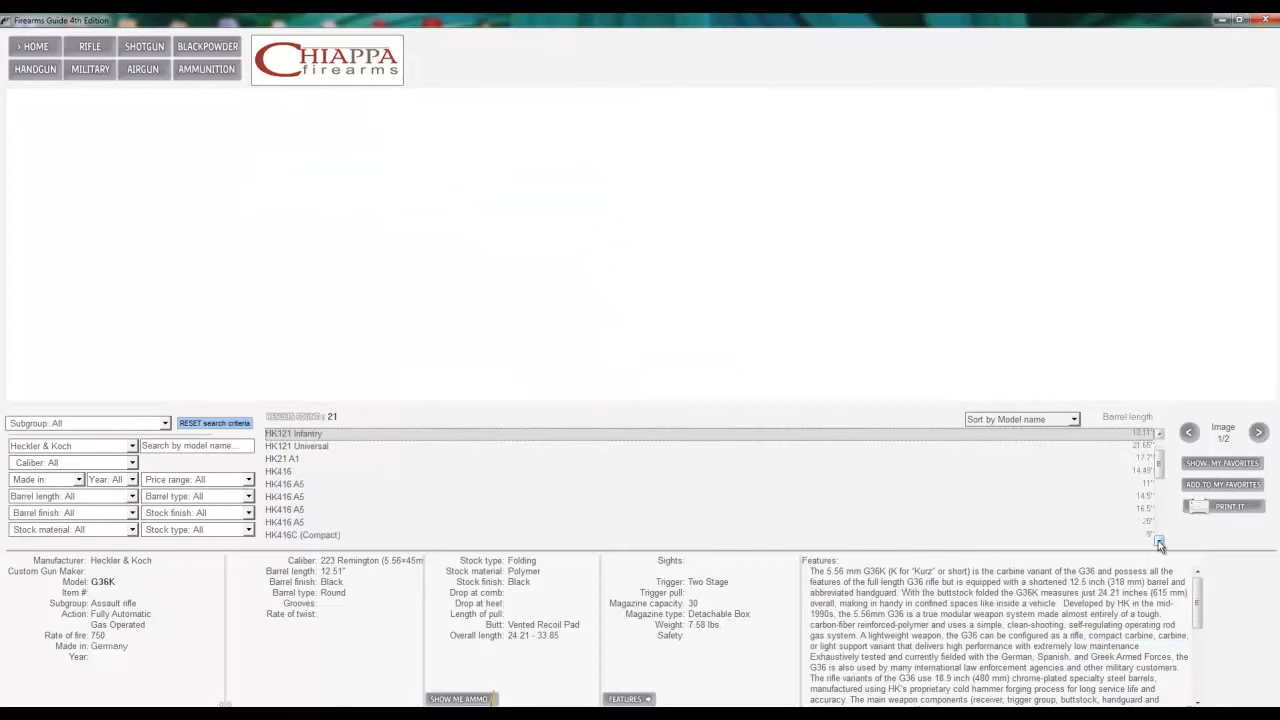 Firearms Guide 4th Edition
› HOME RIFLE SHOTGUN BLACKPOWDER
HANDGUN MILITARY AIRGUN AMMUNITION
CHIAPPA
firearms
Subgroup: All
RESET search criteria
RESULTS FOUND: 21
Sort by Model name
Barrel length
Heckler & Koch
Search by model name...
Caliber: All
Made in:
Year: All
Price range: All
Barrel length: All
Barrel type: All
Barrel finish: All
Stock finish: All
Stock material: All
Stock type: All
HK121 Infantry 18.11"
HK121 Universal 21.65"
HK21 A1 17.7"
HK416 14.49"
HK416 A5 11"
HK416 A5 14.5"
HK416 A5 16.5"
HK416 A5
HK416C (Compact) 9"
Image
1/2
SHOW MY FAVORITES
ADD TO MY FAVORITES
PRINT IT
Manufacturer: Heckler & Koch
Custom Gun Maker:
Model: G36K
Item #:
Subgroup: Assault rifle
Action: Fully Automatic
Gas Operated
Rate of fire: 750
Made in: Germany
Year:
Caliber: 223 Remington (5.56×45m
Barrel length: 12.51"
Barrel finish: Black
Barrel type: Round
Grooves:
Rate of twist:
Stock type: Folding
Stock material: Polymer
Stock finish: Black
Drop at comb:
Drop at heel:
Length of pull:
Butt: Vented Recoil Pad
Overall length: 24.21 - 33.85
SHOW ME AMMO
Sights:
Trigger: Two Stage
Trigger pull:
Magazine capacity: 30
Magazine type: Detachable Box
Weight: 7.58 lbs.
Safety:
FEATURES
Features:
The 5.56 mm G36K (K for "Kurz" or short) is the carbine variant of the G36 and possess all the
features of the full length G36 rifle but is equipped with a shortened 12.5 inch (318 mm) barrel and
abbreviated handguard. With the buttstock folded the G36K measures just 24.21 inches (615 mm)
overall, making in handy in confined spaces like inside a vehicle. Developed by HK in the mid-
1990s, the 5.56mm G36 is a true modular weapon system made almost entirely of a tough,
carbon-fiber reinforced-polymer and uses a simple, clean-shooting, self-regulating operating rod
gas system. A lightweight weapon, the G36 can be configured as a rifle, compact carbine, carbine,
or light support variant that delivers high performance with extremely low maintenance
Exhaustively tested and currently fielded with the German, Spanish, and Greek Armed Forces, the
G36 is also used by many international law enforcement agencies and other military customers.
The rifle variants of the G36 use 18.9 inch (480 mm) chrome-plated specialty steel barrels,
manufactured using HK's proprietary cold hammer forging process for long service life and
accuracy. The main weapon components (receiver, trigger group, buttstock, handguard and